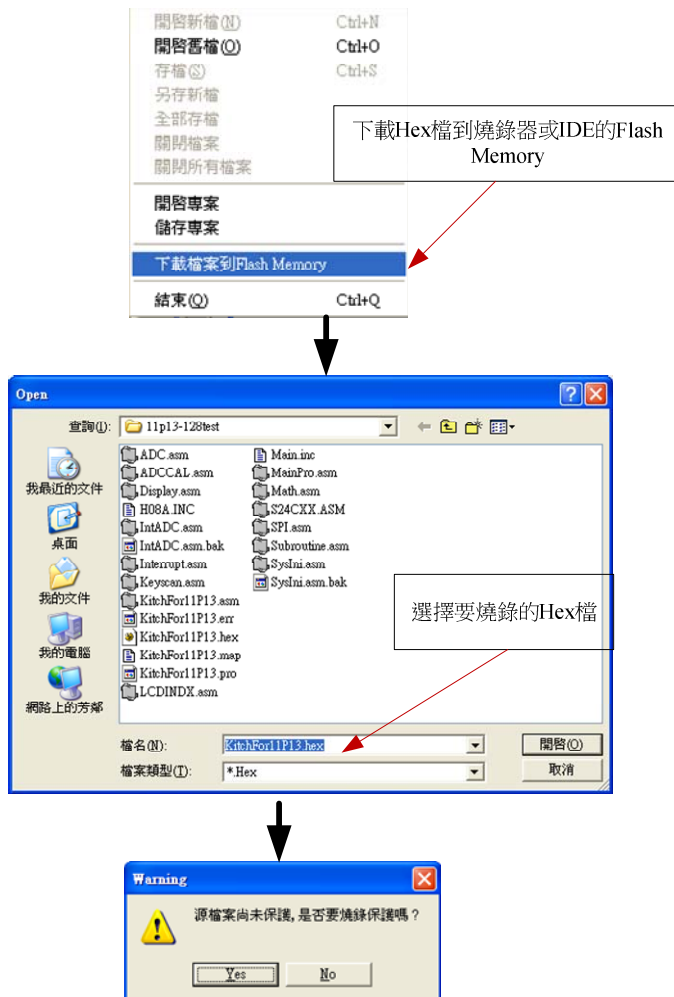 開啓新檔(N) Ctrl+N
開啓舊檔(O) Ctrl+O
存檔(S) Ctrl+S
另存新檔
全部存檔
關閉檔案
關閉所有檔案
下載Hex檔到燒錄器或IDE的Flash
Memory
開啓專案
儲存專案
下載檔案到Flash Memory
結束(Q) Ctrl+Q
Open
查詢(I): 11p13-128test
我最近的文件
桌面
我的文件
我的電腦
網路上的芳鄰
ADC.asm
ADCCAL.asm
Display.asm
H08A.INC
IntADC.asm
IntADC.asm.bak
Interrupt.asm
Keyscan.asm
KitchFor11P13.asm
KitchFor11P13.err
KitchFor11P13.hex
KitchFor11P13.map
KitchFor11P13.pro
LCDINDX.asm
Main.inc
MainPro.asm
Math.asm
S24CXX.ASM
SPI.asm
Subroutine.asm
SysIni.asm
SysIni.asm.bak
選擇要燒錄的Hex檔
檔名(N): KitchFor11P13.hex 開啓(O)
檔案類型(T): *.Hex 取消
Warning
源檔案尚未保護, 是否要燒錄保護嗎？
Yes No